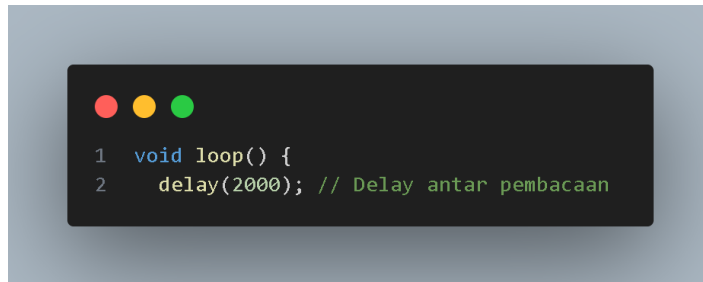 1 void loop() {
2 delay(2000); // Delay antar pembacaan